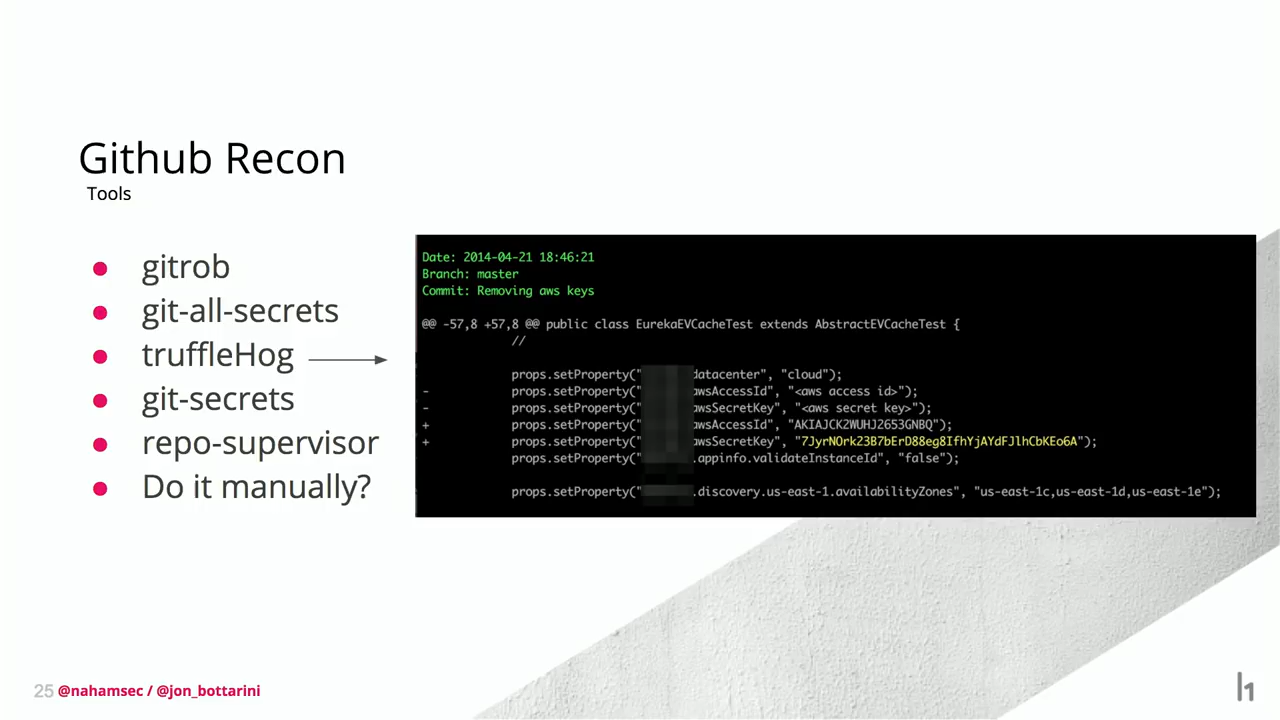 Github Recon
Tools
gitrob
git-all-secrets
truffleHog
git-secrets
repo-supervisor
Do it manually?
Date: 2014-04-21 18:46:21
Branch: master
Commit: Removing aws keys
@@ -57,8 +57,8 @@ public class EurekaEVCacheTest extends AbstractEVCacheTest {
//
props.setProperty(" datacenter", "cloud");
- props.setProperty(" awsAccessId", "<aws access id>");
- props.setProperty(" awsSecretKey", "<aws secret key>");
+ props.setProperty(" awsAccessId", "AKIAJCK2WUHJ2653GNBQ");
+ props.setProperty(" awsSecretKey", "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");
props.setProperty(" .appinfo.validateInstanceId", "false");
props.setProperty(" .discovery.us-east-1.availabilityZones", "us-east-1c,us-east-1d,us-east-1e");
25 @nahamsec / @jon_bottarini
h1